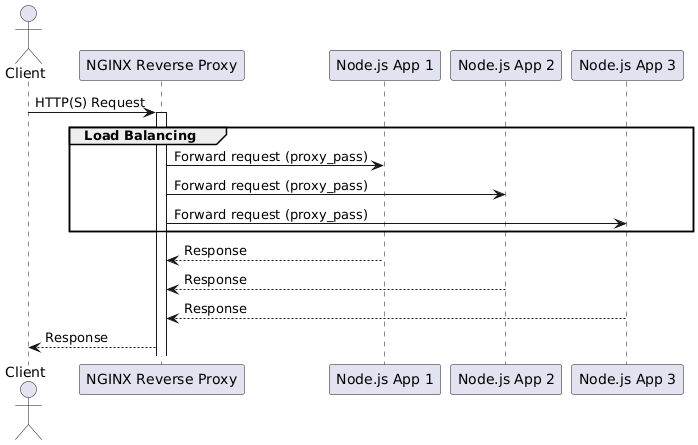 Client
NGINX Reverse Proxy
Node.js App 1
Node.js App 2
Node.js App 3
HTTP(S) Request
Load Balancing
Forward request (proxy_pass)
Forward request (proxy_pass)
Forward request (proxy_pass)
Response
Response
Response
Response
Client
NGINX Reverse Proxy
Node.js App 1
Node.js App 2
Node.js App 3